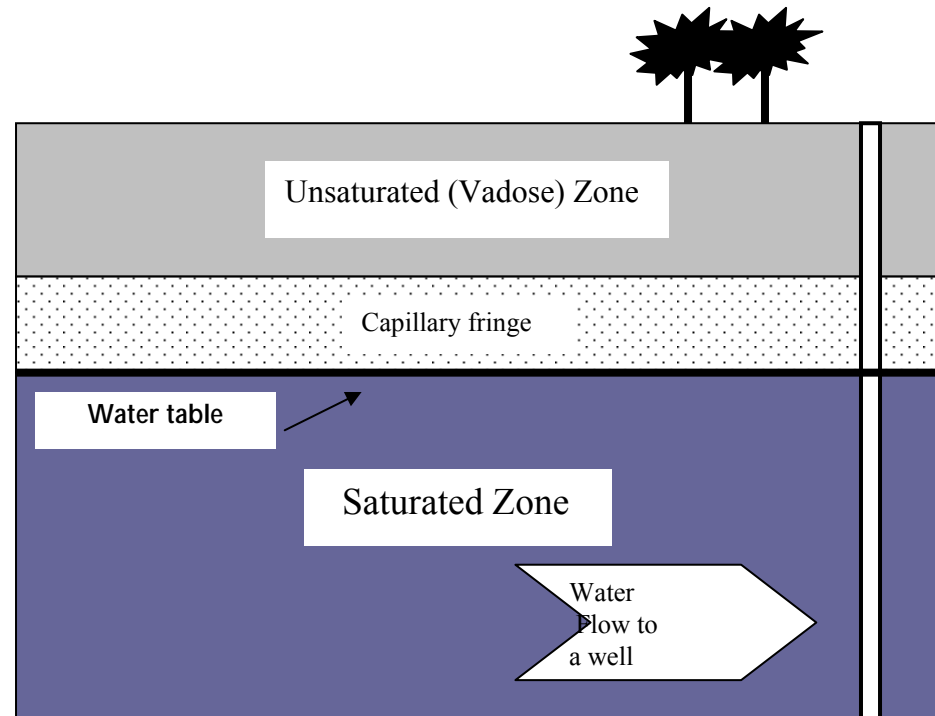 Unsaturated (Vadose) Zone
Capillary fringe
Water table
Saturated Zone
Water
Flow to
a well